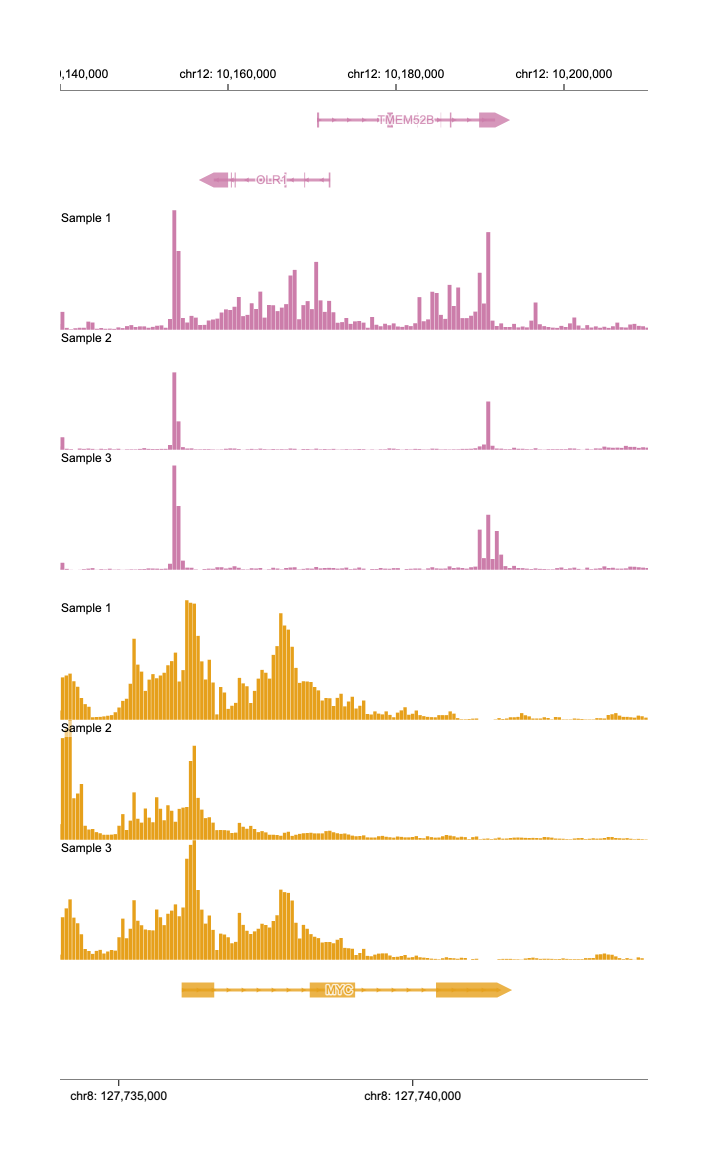 ),140,000 chr12: 10,160,000 chr12: 10,180,000 chr12: 10,200,000
TMEM52B
OLR1
Sample 1
Sample 2
Sample 3
Sample 1
Sample 2
Sample 3
MYC
chr8: 127,735,000 chr8: 127,740,000